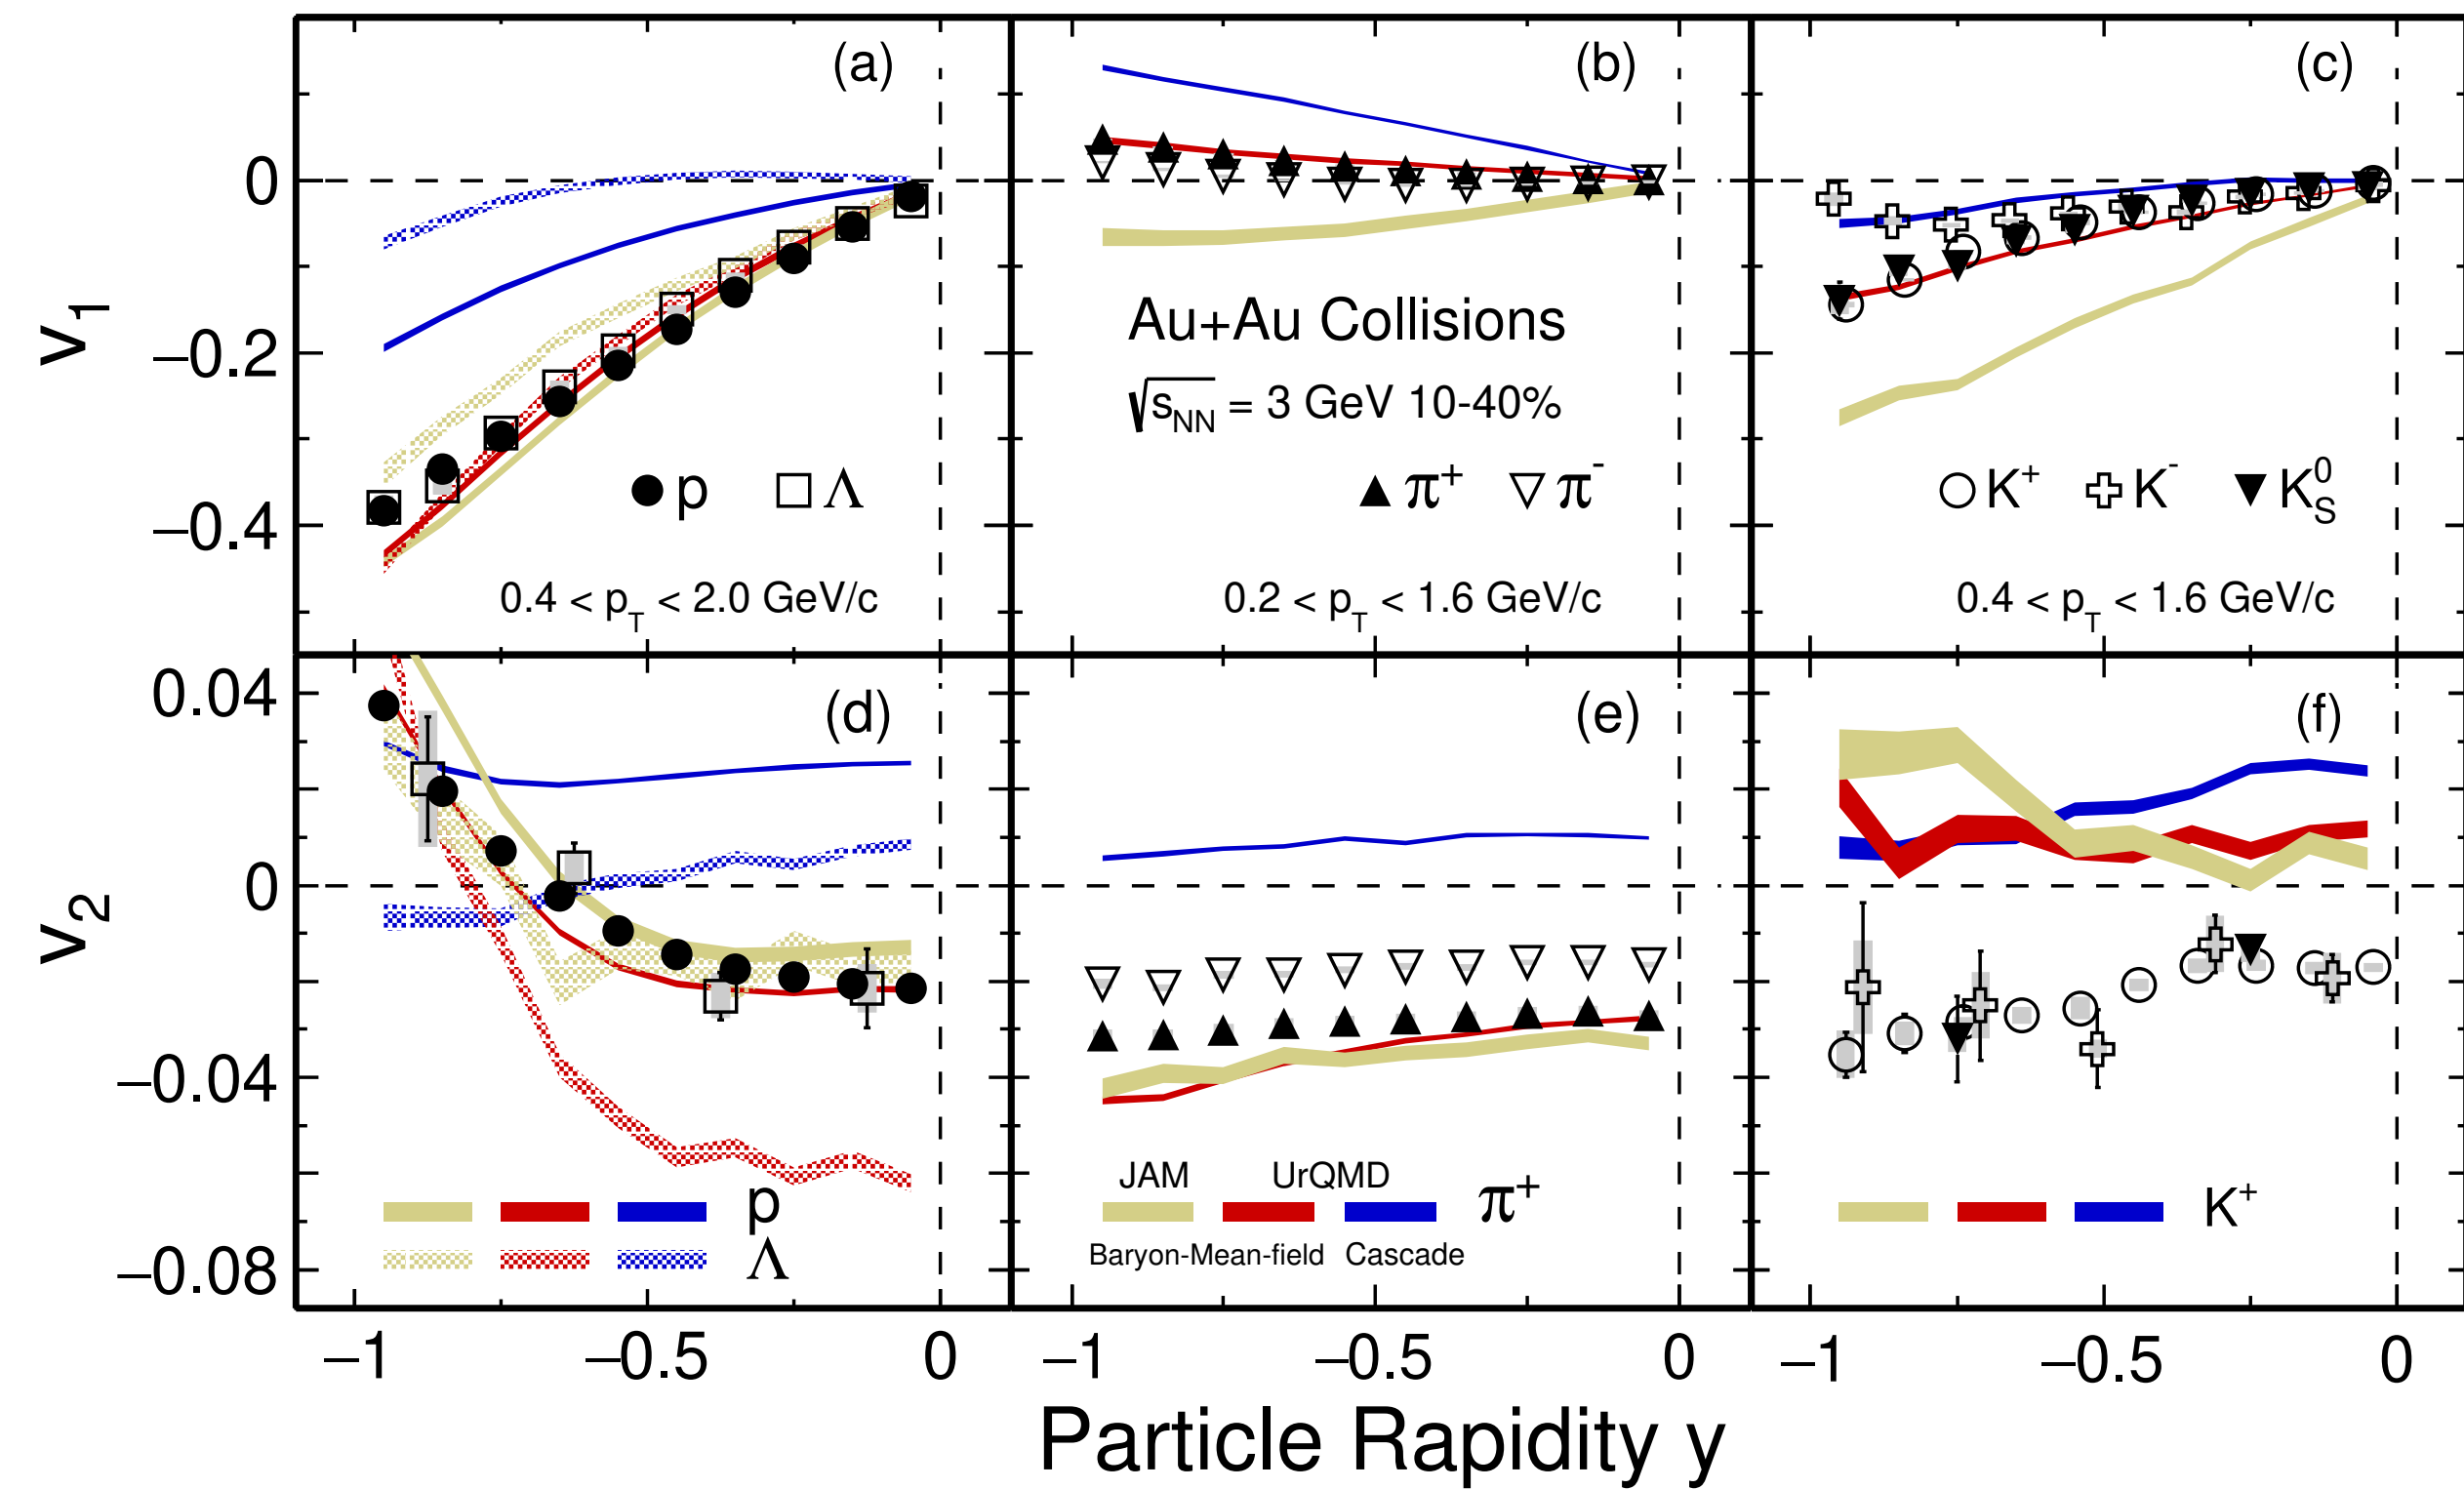 (a) (b) (c)
0
−0.2
−0.4
v1
Au+Au Collisions
√sNN = 3 GeV 10-40%
p Λ
π+ π-
K+ K- K0S
0.4 < pT < 2.0 GeV/c
0.2 < pT < 1.6 GeV/c
0.4 < pT < 1.6 GeV/c
(d) (e) (f)
0.04
0
−0.04
−0.08
v2
p
Λ
JAM UrQMD
π+
Baryon-Mean-field Cascade
K+
−1 −0.5 0 −1 −0.5 0 −1 −0.5 0
Particle Rapidity y